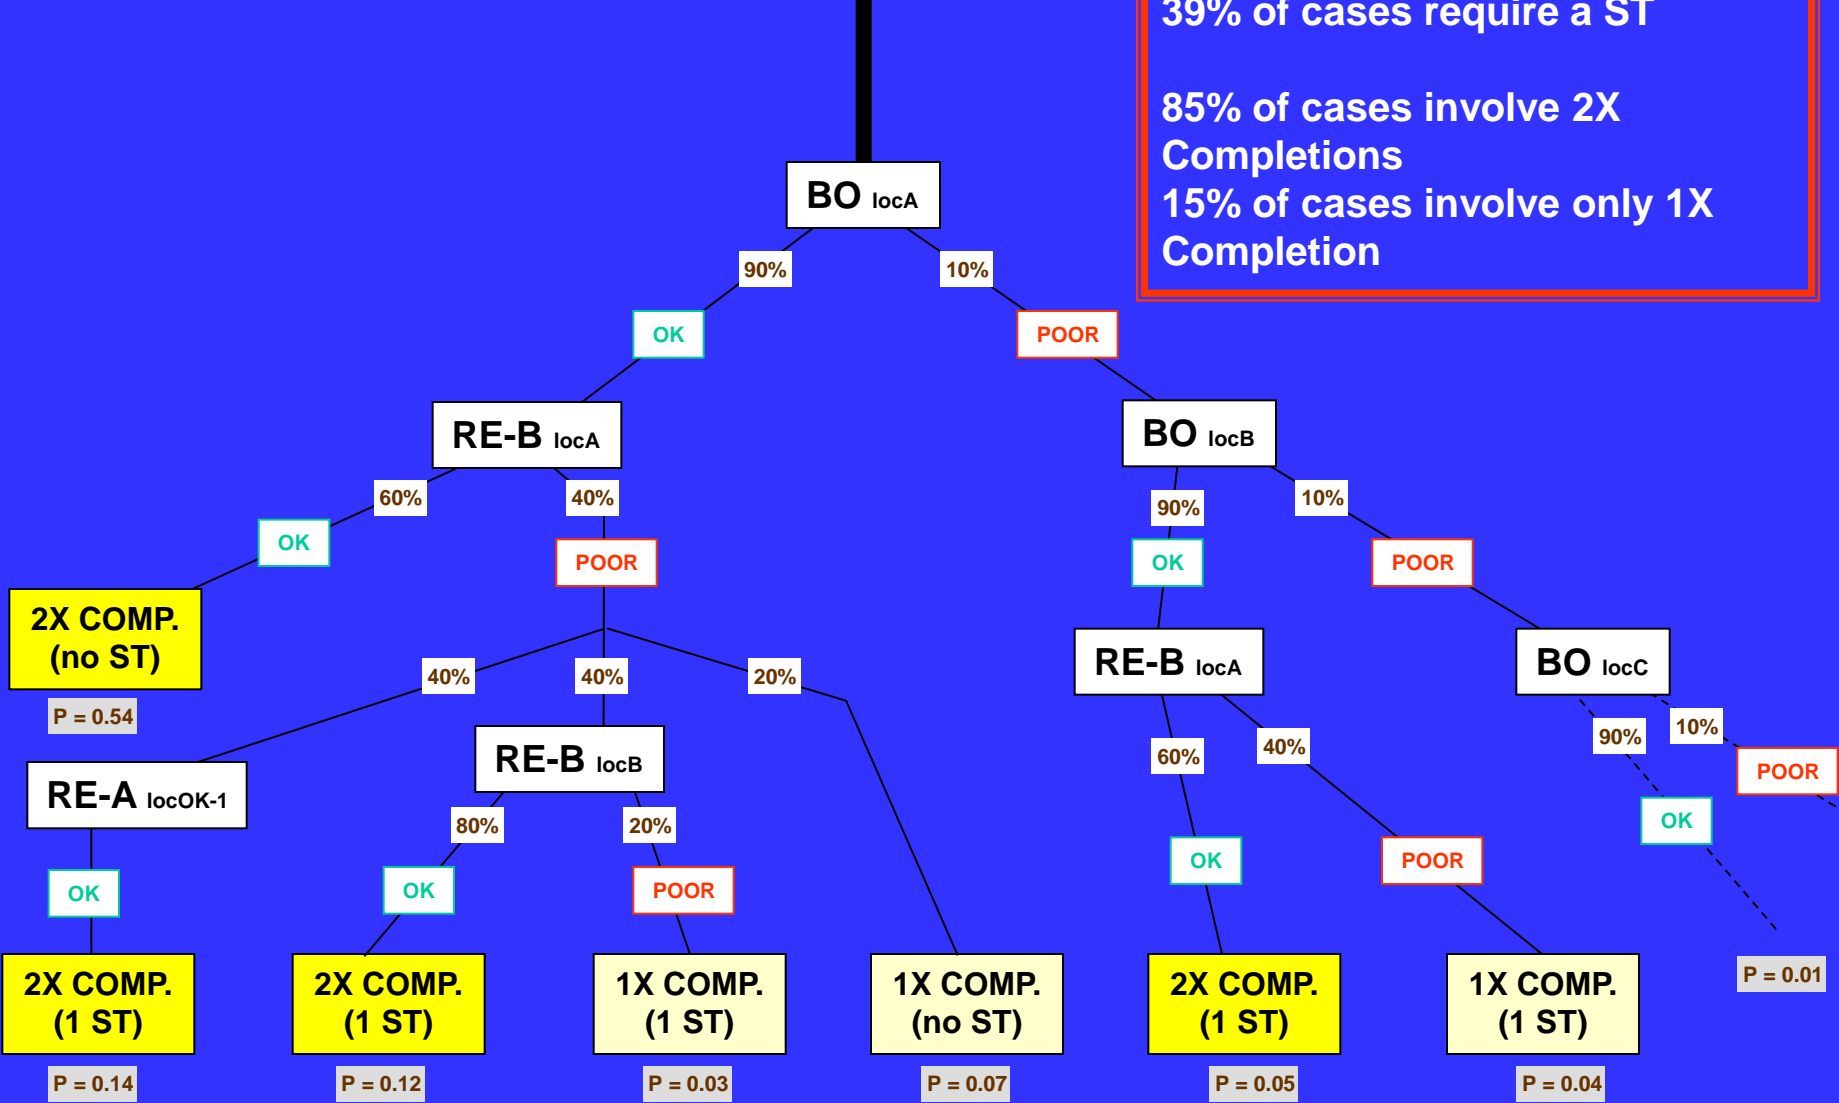 39% of cases require a ST
85% of cases involve 2X
Completions
15% of cases involve only 1X
Completion
BO locA
90%
10%
OK
POOR
RE-B locA
BO locB
60%
40%
90%
10%
OK
POOR
OK
POOR
2X COMP.
(no ST)
P = 0.54
40%
40%
20%
RE-B locA
BO locC
RE-A locOK-1
RE-B locB
60%
40%
90%
10%
POOR
80%
20%
OK
OK
OK
POOR
OK
POOR
2X COMP.
(1 ST)
2X COMP.
(1 ST)
1X COMP.
(1 ST)
1X COMP.
(no ST)
2X COMP.
(1 ST)
1X COMP.
(1 ST)
P = 0.01
P = 0.14
P = 0.12
P = 0.03
P = 0.07
P = 0.05
P = 0.04